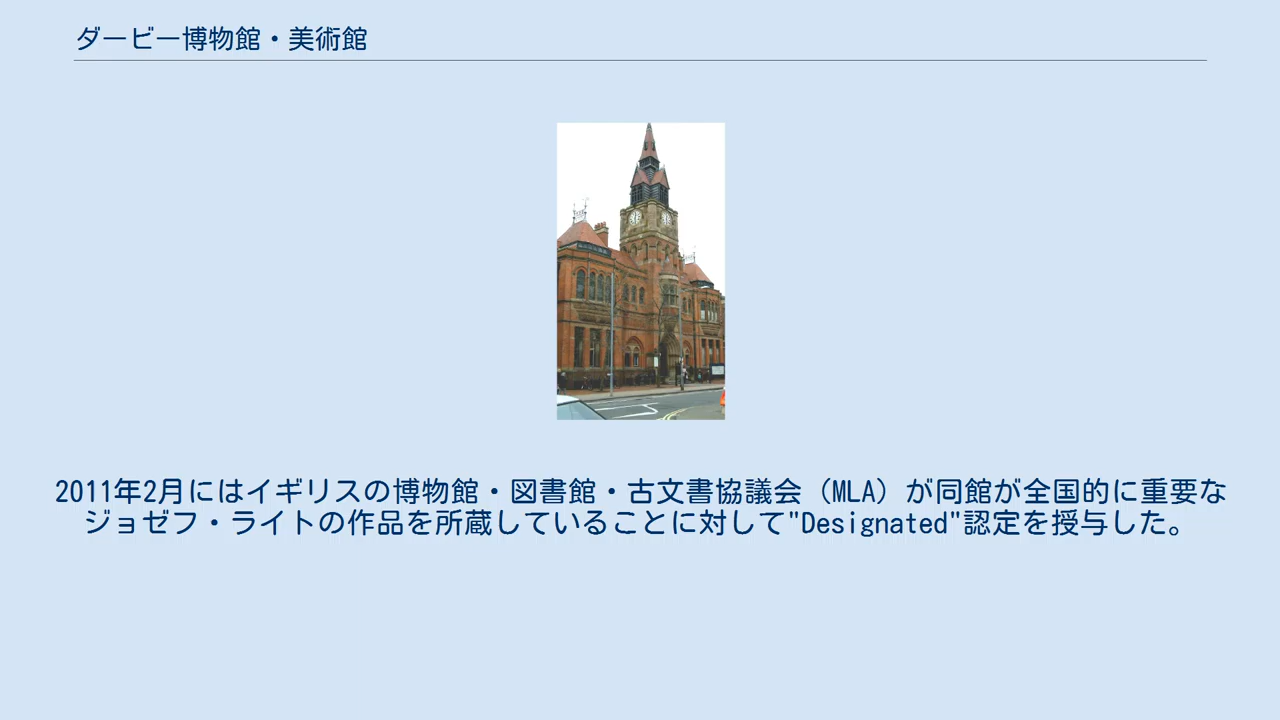 ダービー博物館・美術館
2011年2月にはイギリスの博物館・図書館・古文書協議会（MLA）が同館が全国的に重要な
ジョゼフ・ライトの作品を所蔵していることに対して"Designated"認定を授与した。